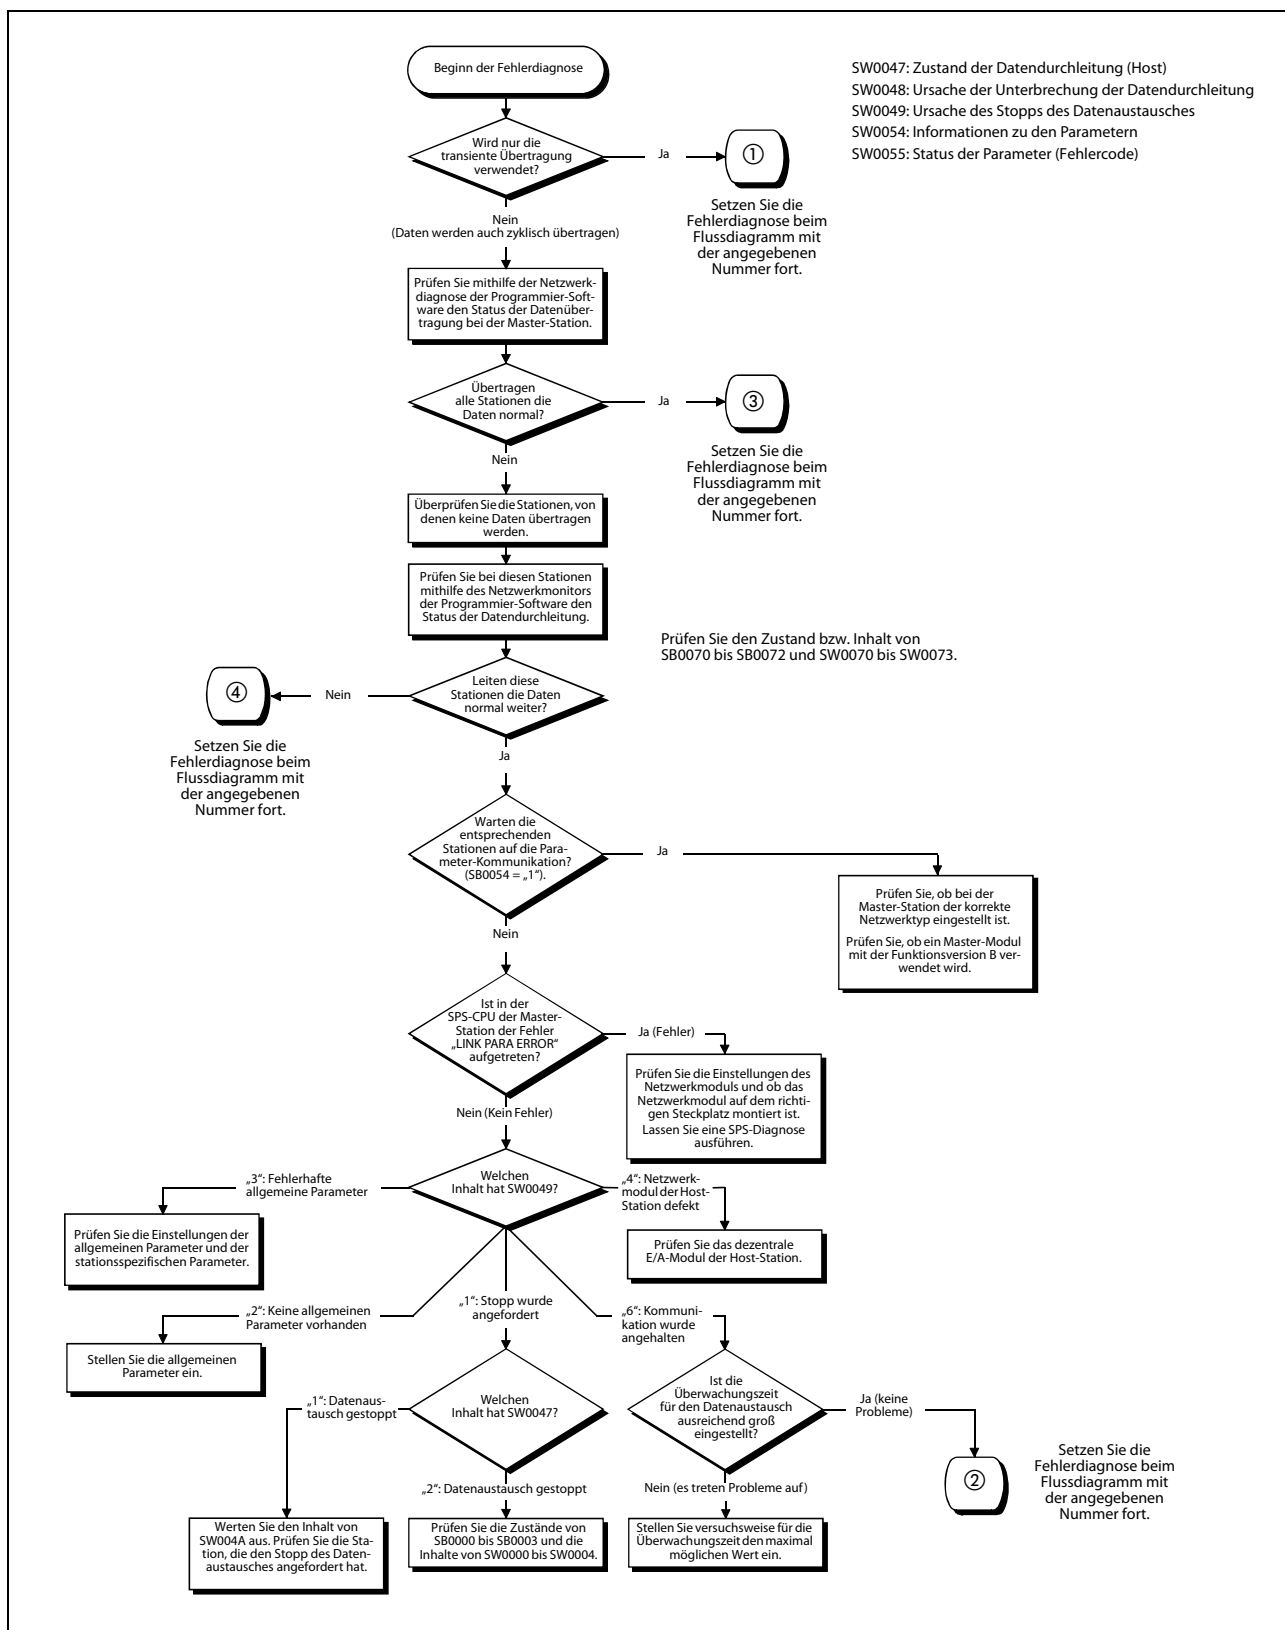 Beginn der Fehlerdiagnose
SW0047: Zustand der Datendurchleitung (Host)
SW0048: Ursache der Unterbrechung der Datendurchleitung
SW0049: Ursache des Stopps des Datenaustausches
SW0054: Informationen zu den Parametern
SW0055: Status der Parameter (Fehlercode)
Wird nur die
transiente Übertragung
verwendet?
Ja
①
Setzen Sie die
Fehlerdiagnose beim
Flussdiagramm mit
der angegebenen
Nummer fort.
Nein
(Daten werden auch zyklisch übertragen)
Prüfen Sie mithilfe der Netzwerk-
diagnose der Programmier-Soft-
ware den Status der Datenüber-
tragung bei der Master-Station.
Übertragen
alle Stationen die
Daten normal?
Ja
③
Setzen Sie die
Fehlerdiagnose beim
Flussdiagramm mit
der angegebenen
Nummer fort.
Nein
Überprüfen Sie die Stationen, von
denen keine Daten übertragen
werden.
Prüfen Sie bei diesen Stationen
mithilfe des Netzwerkmonitors
der Programmier-Software den
Status der Datendurchleitung.
Prüfen Sie den Zustand bzw. Inhalt von
SB0070 bis SB0072 und SW0070 bis SW0073.
Leiten diese
Stationen die Daten
normal weiter?
Nein
④
Setzen Sie die
Fehlerdiagnose beim
Flussdiagramm mit
der angegebenen
Nummer fort.
Ja
Warten die
entsprechenden
Stationen auf die Para-
meter-Kommunikation?
(SB0054 = „1“).
Ja
Prüfen Sie, ob bei der
Master-Station der korrekte
Netzwerktyp eingestellt ist.
Prüfen Sie, ob ein Master-Modul
mit der Funktionsversion B ver-
wendet wird.
Nein
Ist in der
SPS-CPU der Master-
Station der Fehler
„LINK PARA ERROR“
aufgetreten?
Ja (Fehler)
Prüfen Sie die Einstellungen des
Netzwerkmoduls und ob das
Netzwerkmodul auf dem richti-
gen Steckplatz montiert ist.
Lassen Sie eine SPS-Diagnose
ausführen.
Nein (Kein Fehler)
Welchen
Inhalt hat SW0049?
„3“: Fehlerhafte
allgemeine Parameter
„4“: Netzwerk-
modul der Host-
Station defekt
Prüfen Sie die Einstellungen der
allgemeinen Parameter und der
stationsspezifischen Parameter.
Prüfen Sie das dezentrale
E/A-Modul der Host-Station.
„2“: Keine allgemeinen
Parameter vorhanden
„1“: Stopp wurde
angefordert
„6“: Kommuni-
kation wurde
angehalten
Stellen Sie die allgemeinen
Parameter ein.
Welchen
Inhalt hat SW0047?
Ist die
Überwachungszeit
für den Datenaustausch
ausreichend groß
eingestellt?
„1“: Datenaus-
tausch gestoppt
Ja (keine
Probleme)
②
Setzen Sie die
Fehlerdiagnose beim
Flussdiagramm mit
der angegebenen
Nummer fort.
„2“: Datenaustausch gestoppt
Nein (es treten Probleme auf)
Werten Sie den Inhalt von
SW004A aus. Prüfen Sie die Sta-
tion, die den Stopp des Daten-
austausches angefordert hat.
Prüfen Sie die Zustände von
SB0000 bis SB0003 und die
Inhalte von SW0000 bis SW0004.
Stellen Sie versuchsweise für die
Überwachungszeit den maximal
möglichen Wert ein.